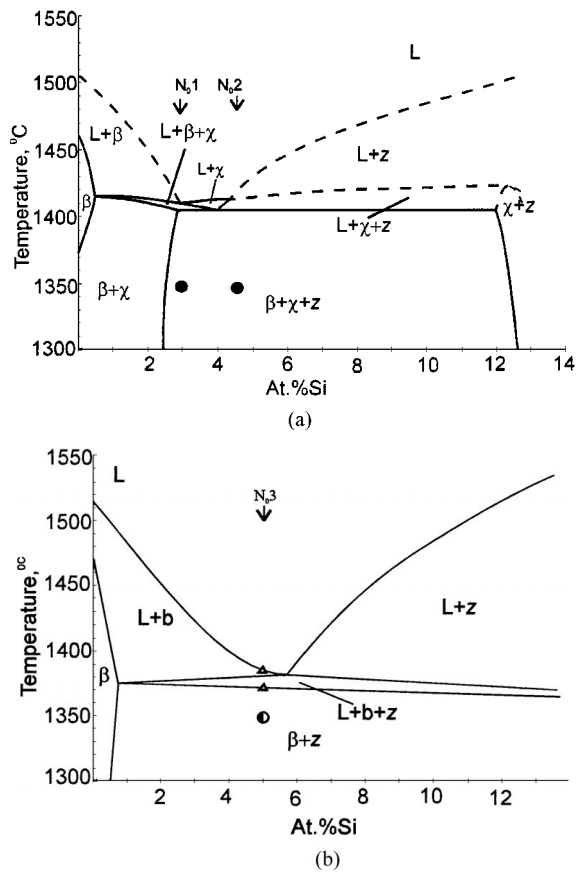 1550
L
1500
N₀1 N₀2
L+β L+β+χ
L+χ
L+z
1450
β
1400
L+χ+z
χ+z
β+χ
β+χ+z
1350
1300
2 4 6 8 10 12 14
Temperature, °C
At.%Si
(a)
1550
L
1500
N₀3
1450
L+b
L+z
1400
β
L+b+z
1350
β+z
1300
0 2 4 6 8 10 12
Temperature, °C
At.%Si
(b)